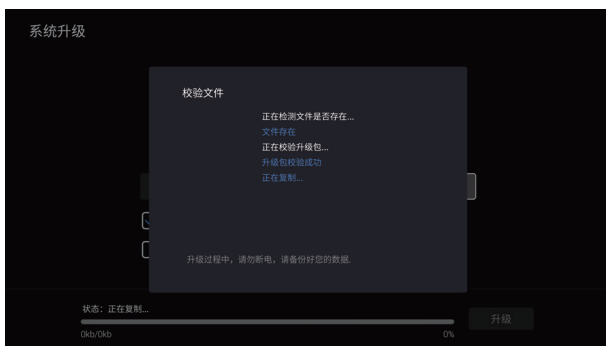 系统升级
校验文件
正在检测文件是否存在...
文件存在
正在校验升级包...
升级包校验成功
正在复制...
升级过程中，请勿断电，请备份好您的数据.
状态：正在复制...
升级
0kb/0kb
0%